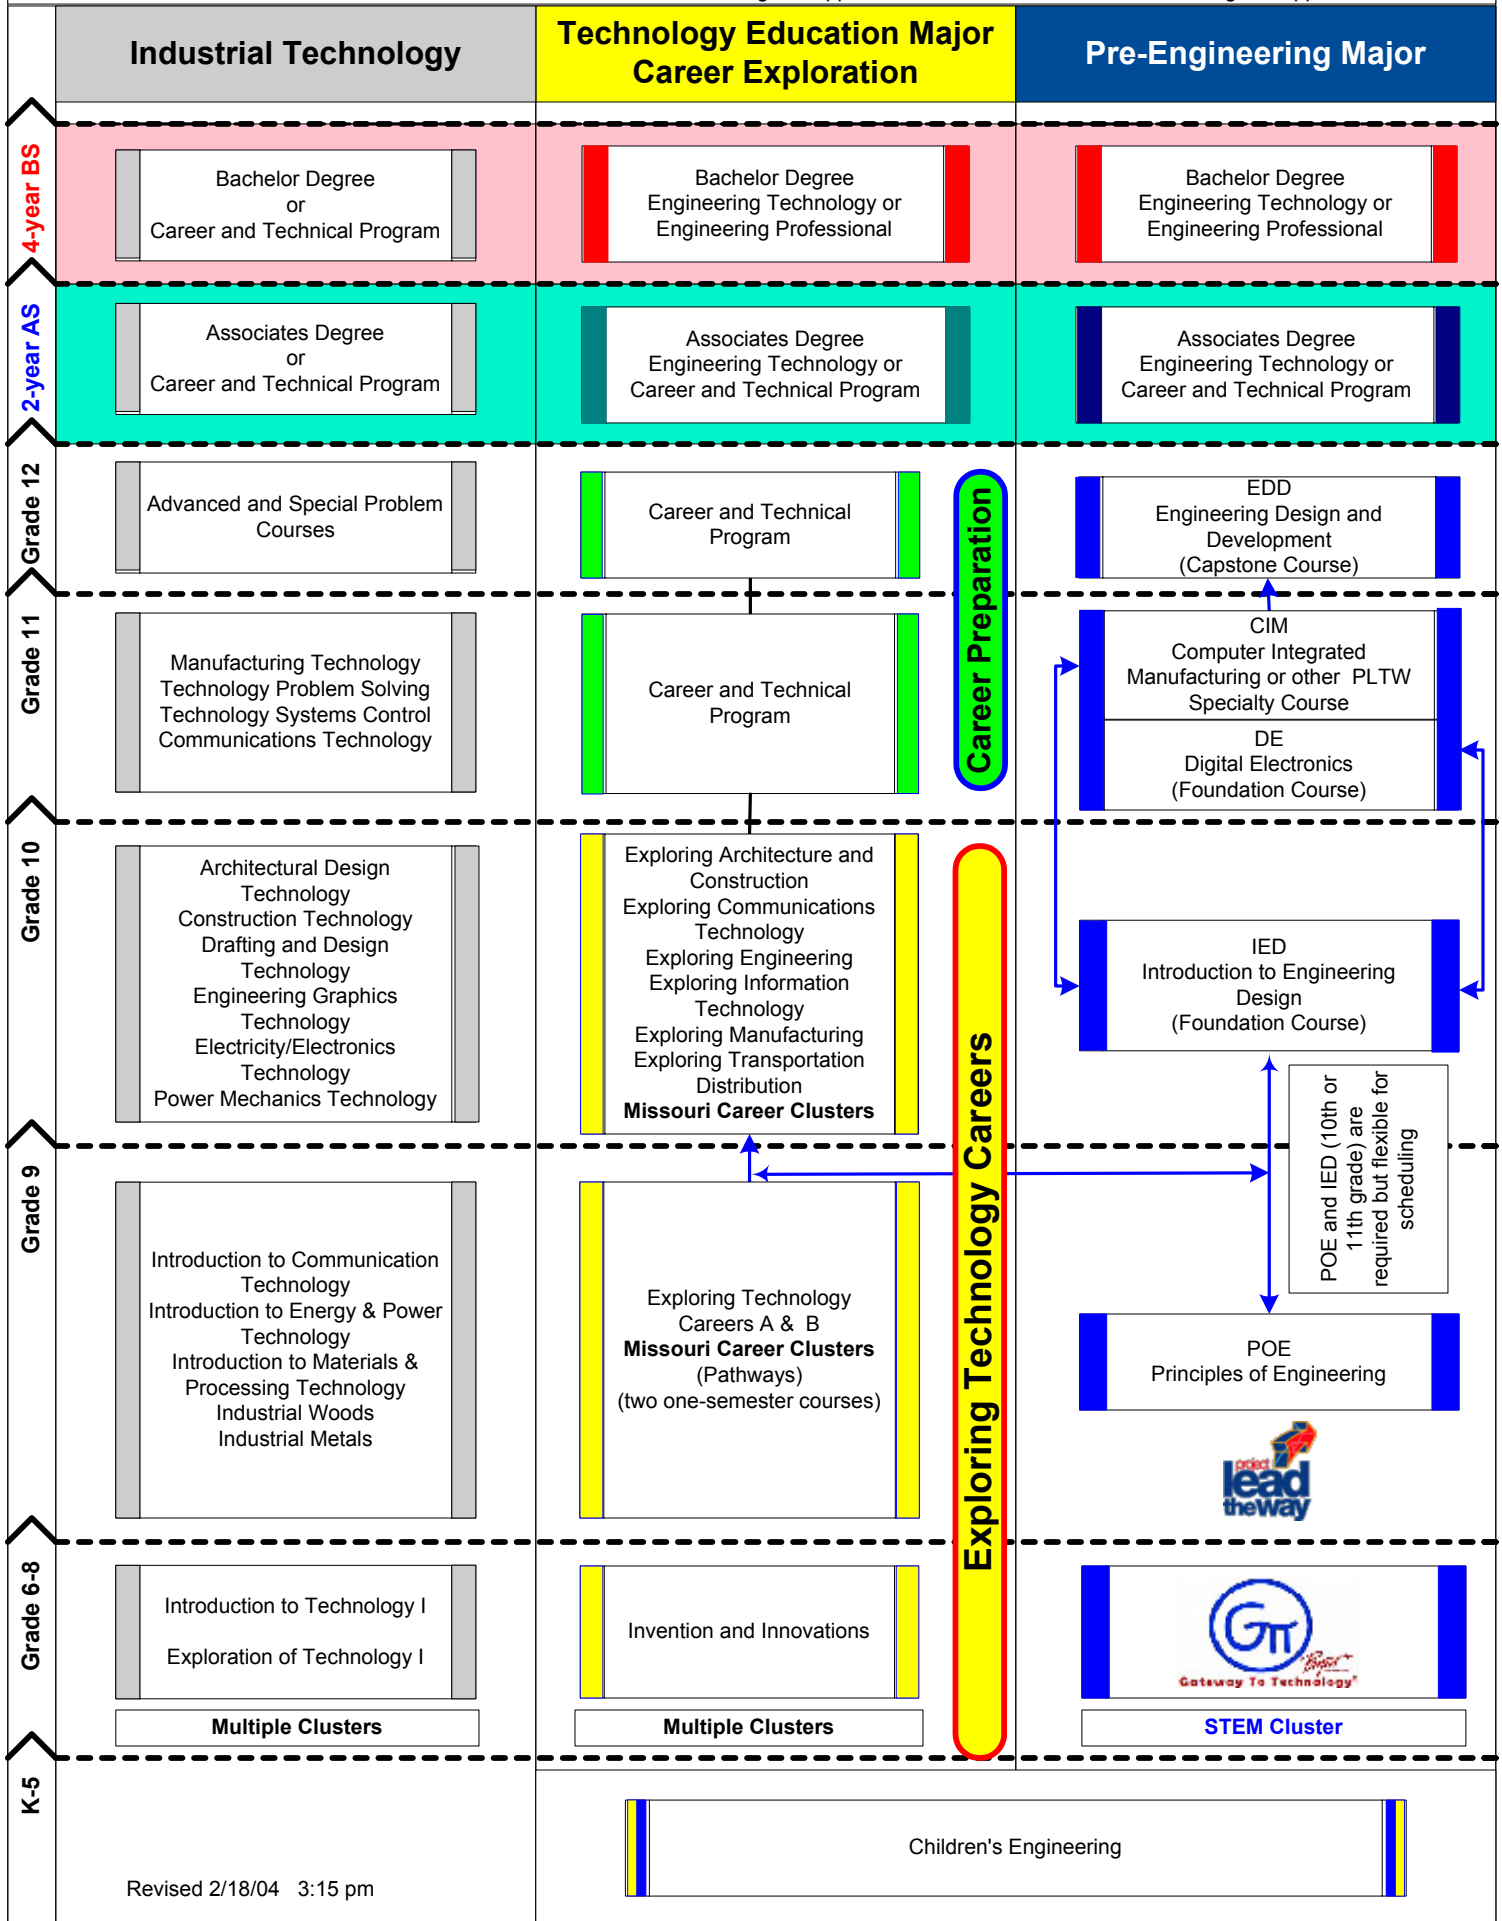 Industrial Technology
Technology Education Major
Career Exploration
Pre-Engineering Major
4-year BS
Bachelor Degree
or
Career and Technical Program
Bachelor Degree
Engineering Technology or
Engineering Professional
Bachelor Degree
Engineering Technology or
Engineering Professional
2-year AS
Associates Degree
or
Career and Technical Program
Associates Degree
Engineering Technology or
Career and Technical Program
Associates Degree
Engineering Technology or
Career and Technical Program
Grade 12
Advanced and Special Problem
Courses
Career and Technical
Program
Career Preparation
EDD
Engineering Design and
Development
(Capstone Course)
Grade 11
Manufacturing Technology
Technology Problem Solving
Technology Systems Control
Communications Technology
Career and Technical
Program
CIM
Computer Integrated
Manufacturing or other PLTW
Specialty Course
DE
Digital Electronics
(Foundation Course)
Grade 10
Architectural Design
Technology
Construction Technology
Drafting and Design
Technology
Engineering Graphics
Technology
Electricity/Electronics
Technology
Power Mechanics Technology
Exploring Architecture and
Construction
Exploring Communications
Technology
Exploring Engineering
Exploring Information
Technology
Exploring Manufacturing
Exploring Transportation
Distribution
Missouri Career Clusters
Exploring Technology Careers
IED
Introduction to Engineering
Design
(Foundation Course)
POE and IED (10th or
11th grade) are
required but flexible for
scheduling
Grade 9
Introduction to Communication
Technology
Introduction to Energy & Power
Technology
Introduction to Materials &
Processing Technology
Industrial Woods
Industrial Metals
Exploring Technology
Careers A & B
Missouri Career Clusters
(Pathways)
(two one-semester courses)
POE
Principles of Engineering
project
lead
the way
Grade 6-8
Introduction to Technology I
Exploration of Technology I
Invention and Innovations
GTT
Project
Gateway To Technology
Multiple Clusters
Multiple Clusters
STEM Cluster
K-5
Children's Engineering
Revised 2/18/04 3:15 pm